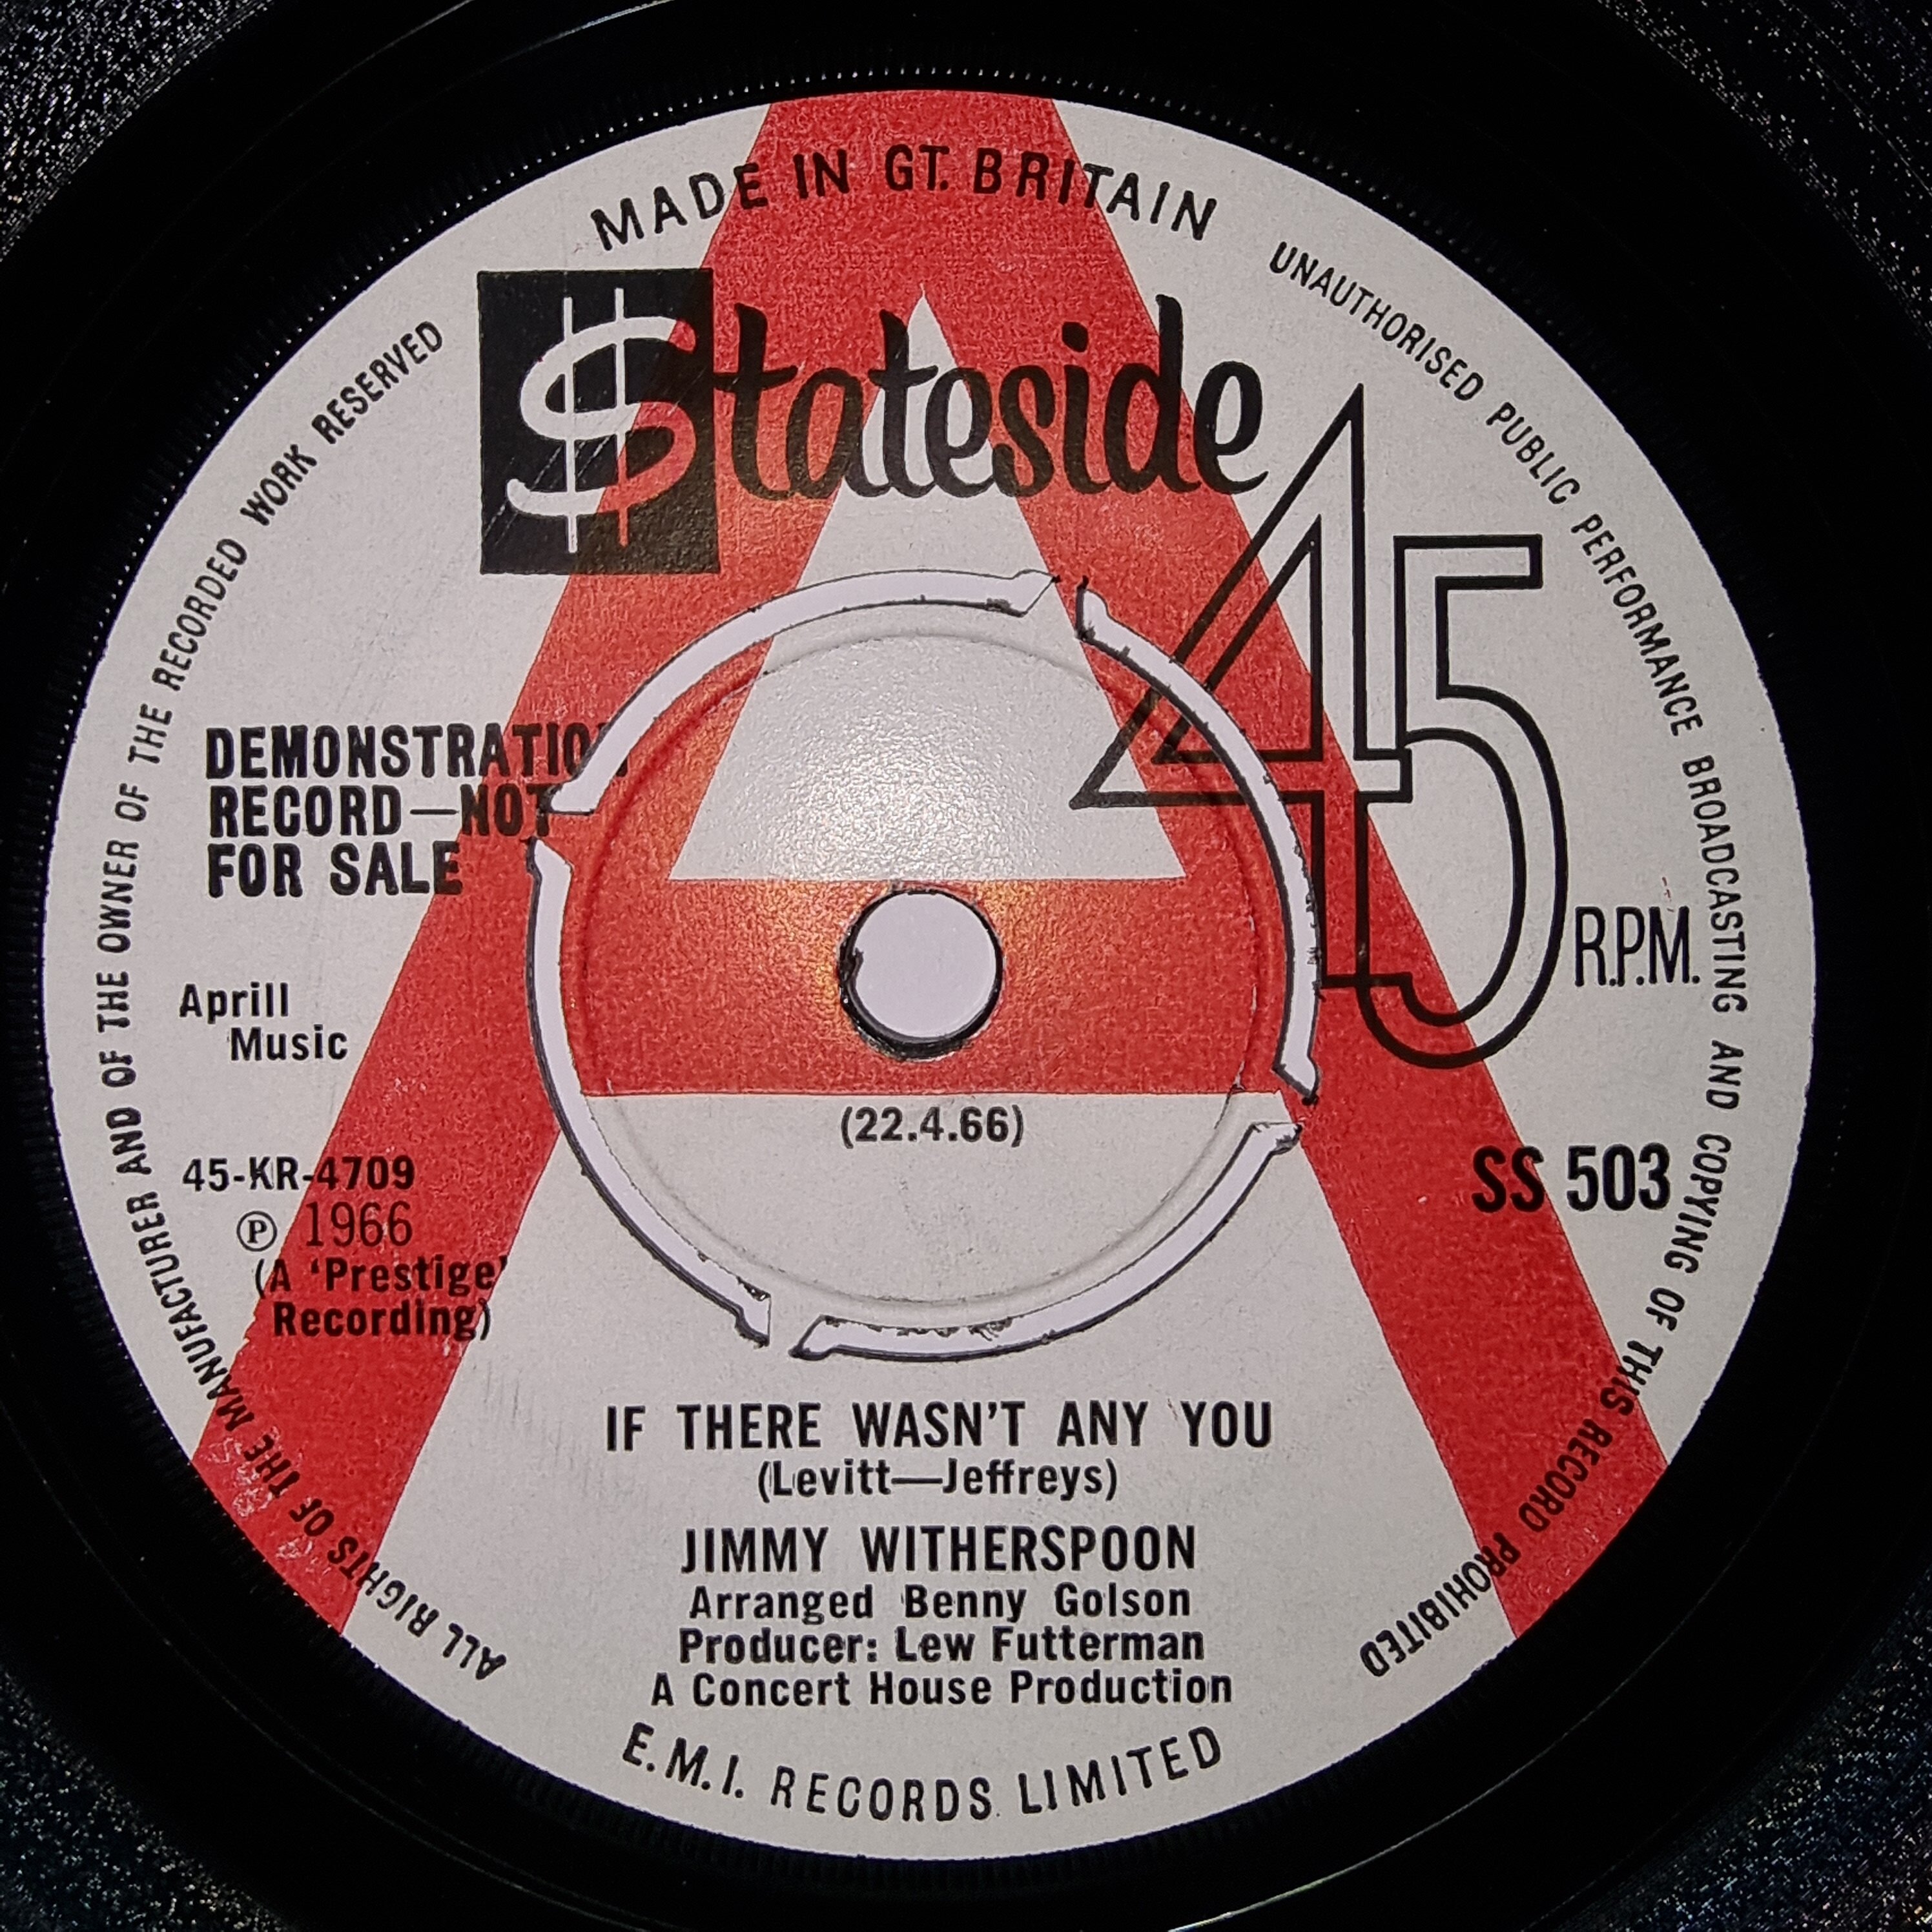 MADE IN GT. BRITAIN
UNAUTHORISED PUBLIC PERFORMANCE BROADCASTING AND COPYING OF THIS RECORD PROHIBITED
ALL RIGHTS OF THE MANUFACTURER AND OF THE OWNER OF THE RECORDED WORK RESERVED
A
Stateside
45
R.P.M.
DEMONSTRATION
RECORD—NOT
FOR SALE
Aprill
Music
(22.4.66)
45-KR-4709
℗ 1966
(A ‘Prestige’
Recording)
SS 503
IF THERE WASN'T ANY YOU
(Levitt—Jeffreys)
JIMMY WITHERSPOON
Arranged Benny Golson
Producer: Lew Futterman
A Concert House Production
E.M.I. RECORDS LIMITED